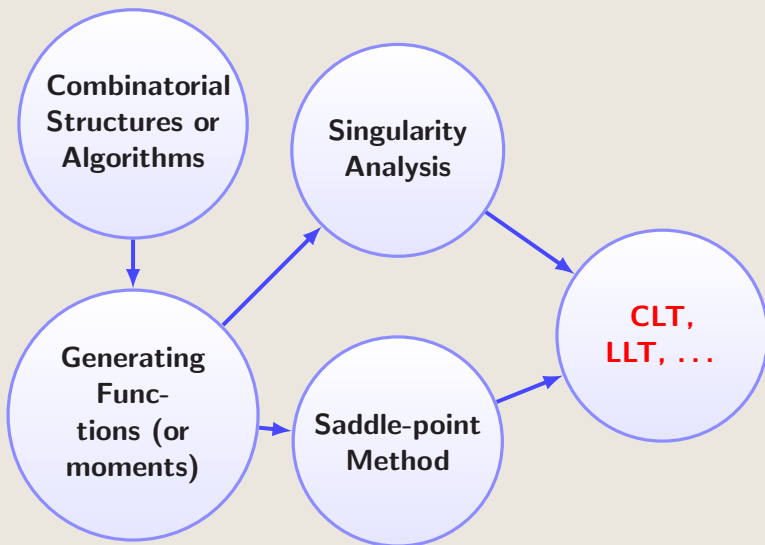 Combinatorial
Structures or
Algorithms
Singularity
Analysis
CLT,
LLT, ...
Generating
Func-
tions (or
moments)
Saddle-point
Method